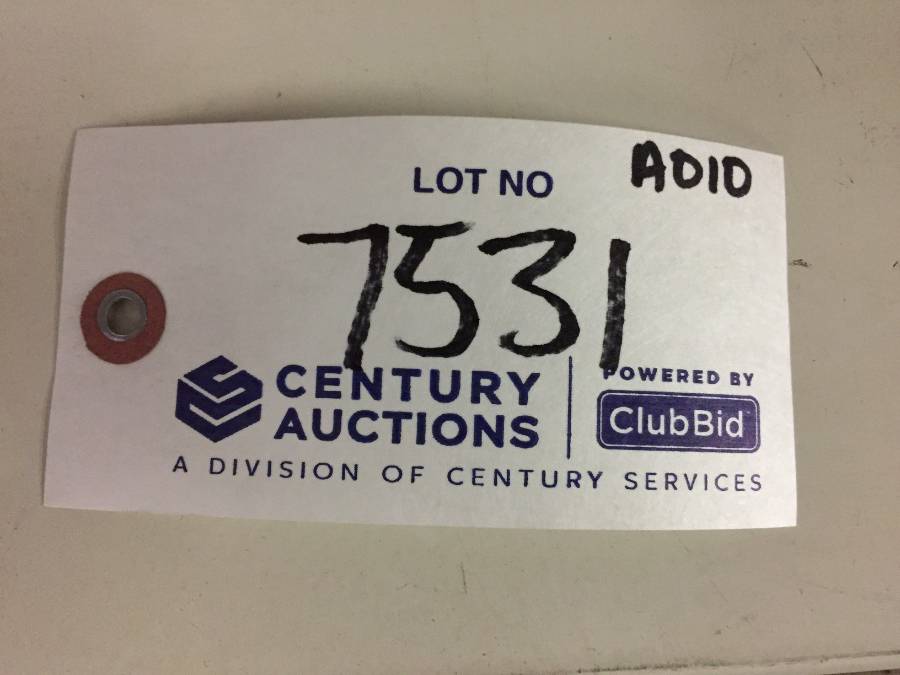 LOT NO
A010
7531
CENTURY
AUCTIONS
POWERED BY
ClubBid
A DIVISION OF CENTURY SERVICES